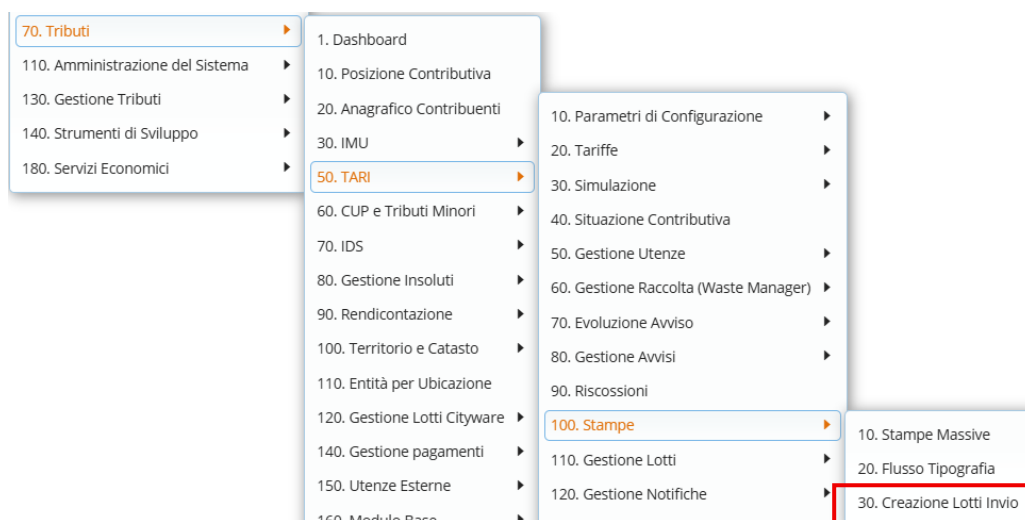 70. Tributi
110. Amministrazione del Sistema
130. Gestione Tributi
140. Strumenti di Sviluppo
180. Servizi Economici
1. Dashboard
10. Posizione Contributiva
20. Anagrafico Contribuenti
30. IMU
50. TARI
60. CUP e Tributi Minori
70. IDS
80. Gestione Insoluti
90. Rendicontazione
100. Territorio e Catasto
110. Entità per Ubicazione
120. Gestione Lotti Cityware
140. Gestione pagamenti
150. Utenze Esterne
160. Modulo Base
10. Parametri di Configurazione
20. Tariffe
30. Simulazione
40. Situazione Contributiva
50. Gestione Utenze
60. Gestione Raccolta (Waste Manager)
70. Evoluzione Avviso
80. Gestione Avvisi
90. Riscossioni
100. Stampe
110. Gestione Lotti
120. Gestione Notifiche
10. Stampe Massive
20. Flusso Tipografia
30. Creazione Lotti Invio